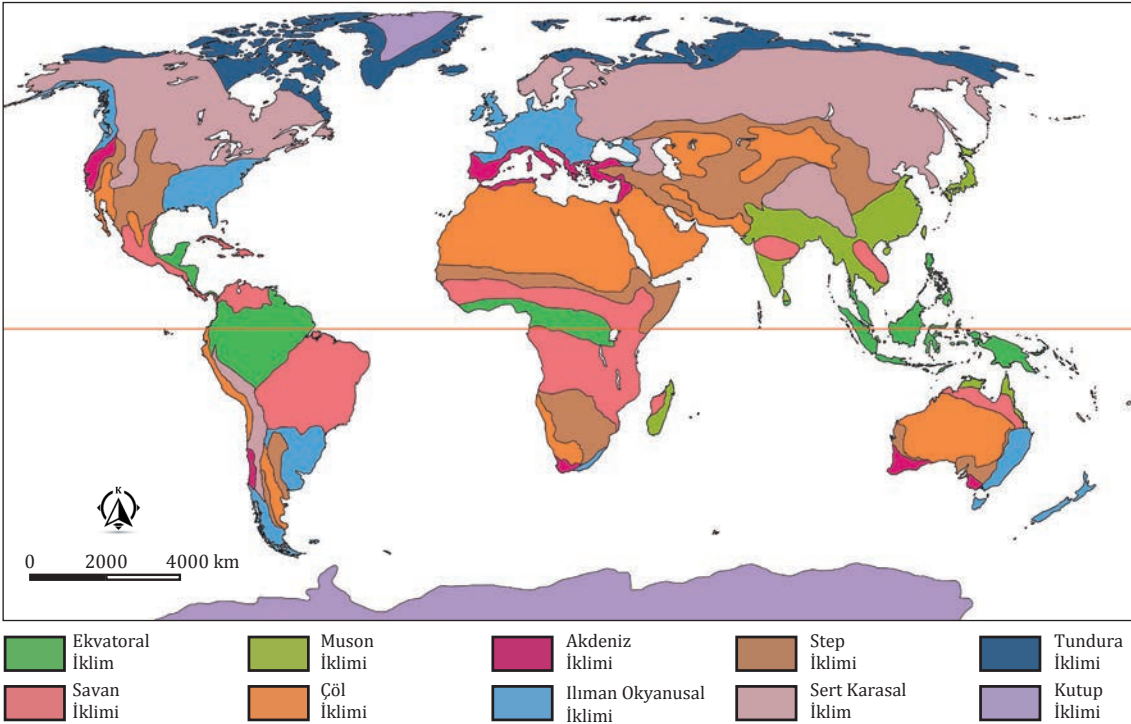 K
0 2000 4000 km
Ekvatoral
İklim
Muson
İklimi
Akdeniz
İklimi
Step
İklimi
Tundura
İklimi
Savan
İklimi
Çöl
İklimi
Ilıman Okyanusal
İklimi
Sert Karasal
İklim
Kutup
İklimi